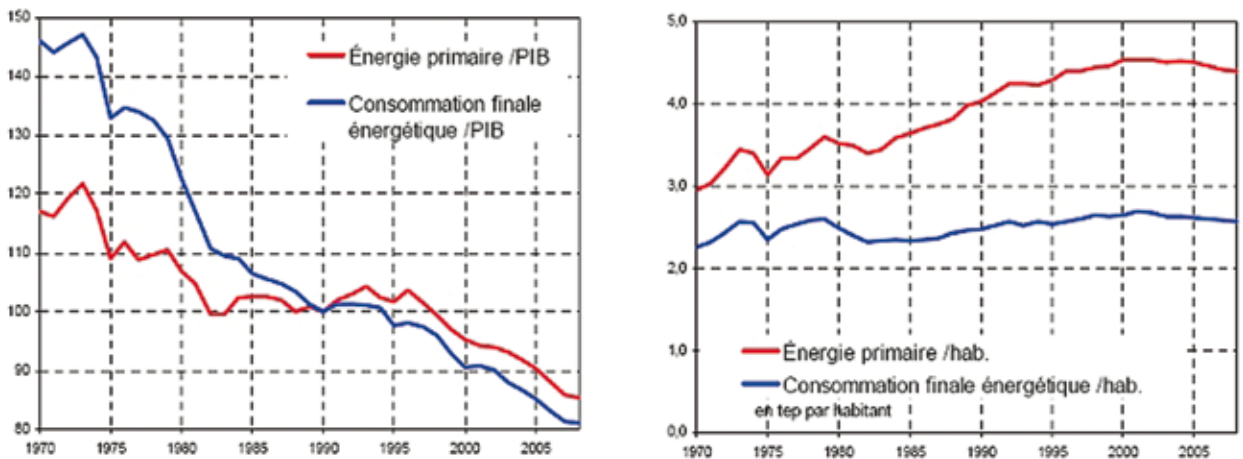 150
140
130
120
110
100
90
80
1970 1975 1980 1985 1990 1995 2000 2005
Énergie primaire /PIB
Consommation finale
énergétique /PIB
5,0
4,0
3,0
2,0
1,0
0,0
1970 1975 1980 1985 1990 1995 2000 2005
Énergie primaire /hab.
Consommation finale énergétique /hab.
en tep par habitant